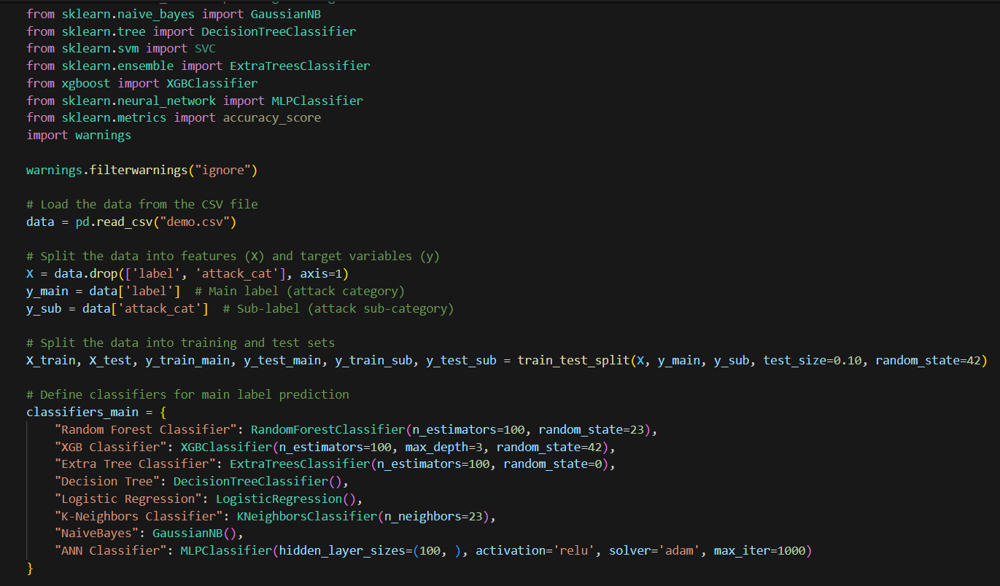 from sklearn.naive_bayes import GaussianNB
from sklearn.tree import DecisionTreeClassifier
from sklearn.svm import SVC
from sklearn.ensemble import ExtraTreesClassifier
from xgboost import XGBClassifier
from sklearn.neural_network import MLPClassifier
from sklearn.metrics import accuracy_score
import warnings

warnings.filterwarnings("ignore")

# Load the data from the CSV file
data = pd.read_csv("demo.csv")

# Split the data into features (X) and target variables (y)
X = data.drop(['label', 'attack_cat'], axis=1)
y_main = data['label']  # Main label (attack category)
y_sub = data['attack_cat']  # Sub-label (attack sub-category)

# Split the data into training and test sets
X_train, X_test, y_train_main, y_test_main, y_train_sub, y_test_sub = train_test_split(X, y_main, y_sub, test_size=0.10, random_state=42)

# Define classifiers for main label prediction
classifiers_main = {
    "Random Forest Classifier": RandomForestClassifier(n_estimators=100, random_state=23),
    "XGB Classifier": XGBClassifier(n_estimators=100, max_depth=3, random_state=42),
    "Extra Tree Classifier": ExtraTreesClassifier(n_estimators=100, random_state=0),
    "Decision Tree": DecisionTreeClassifier(),
    "Logistic Regression": LogisticRegression(),
    "K-Neighbors Classifier": KNeighborsClassifier(n_neighbors=23),
    "NaiveBayes": GaussianNB(),
    "ANN Classifier": MLPClassifier(hidden_layer_sizes=(100, ), activation='relu', solver='adam', max_iter=1000)
}